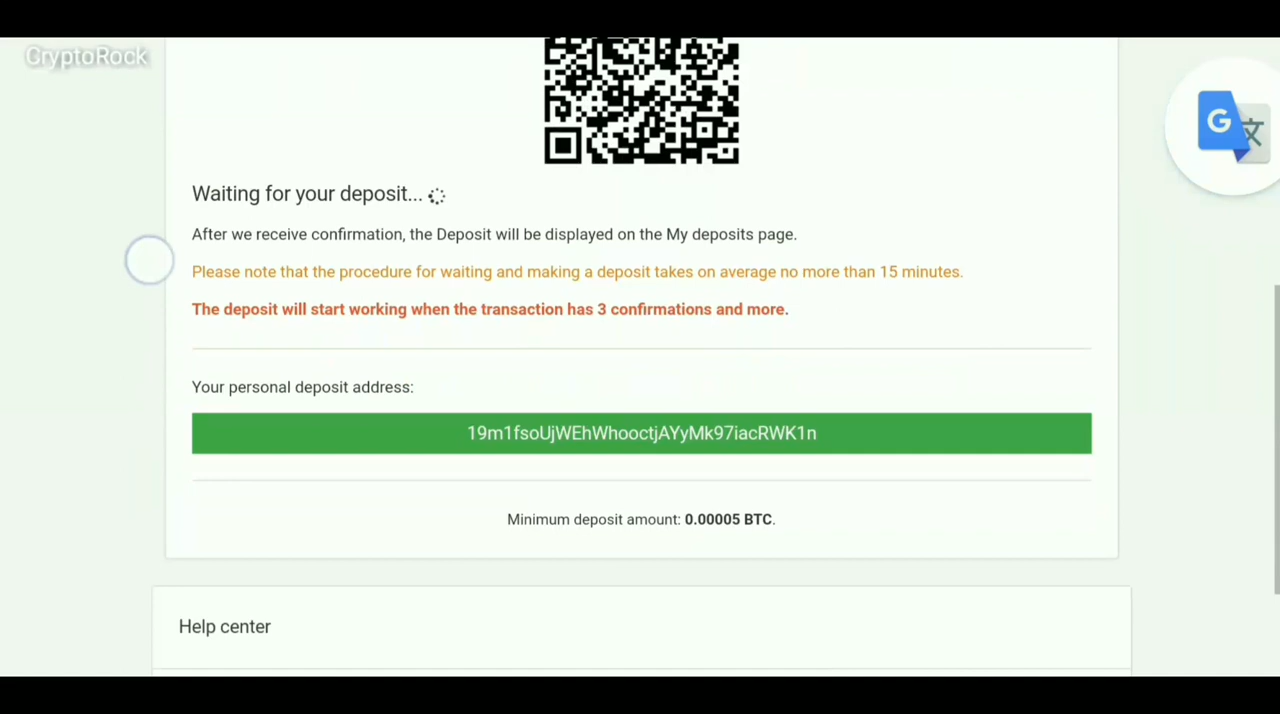 CryptoRock
Waiting for your deposit...
After we receive confirmation, the Deposit will be displayed on the My deposits page.
Please note that the procedure for waiting and making a deposit takes on average no more than 15 minutes.
The deposit will start working when the transaction has 3 confirmations and more.
Your personal deposit address:
19m1fsoUjWEhWhooctjAYyMk97iacRWK1n
Minimum deposit amount: 0.00005 BTC.
Help center
G 文